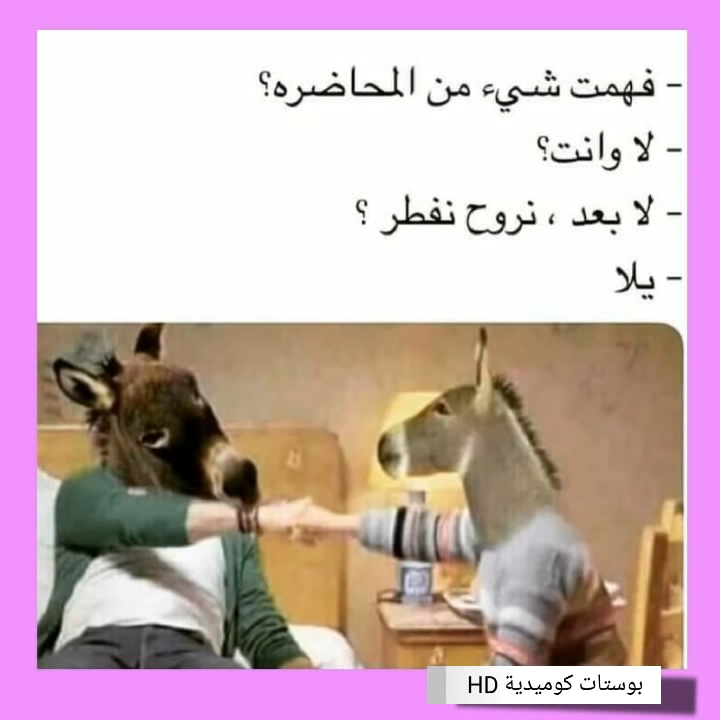 - فهمت شيء من المحاضره؟
- لا وانت؟
- لا بعد ، نروح نفطر ؟
- يلا
بوستات كوميدية HD